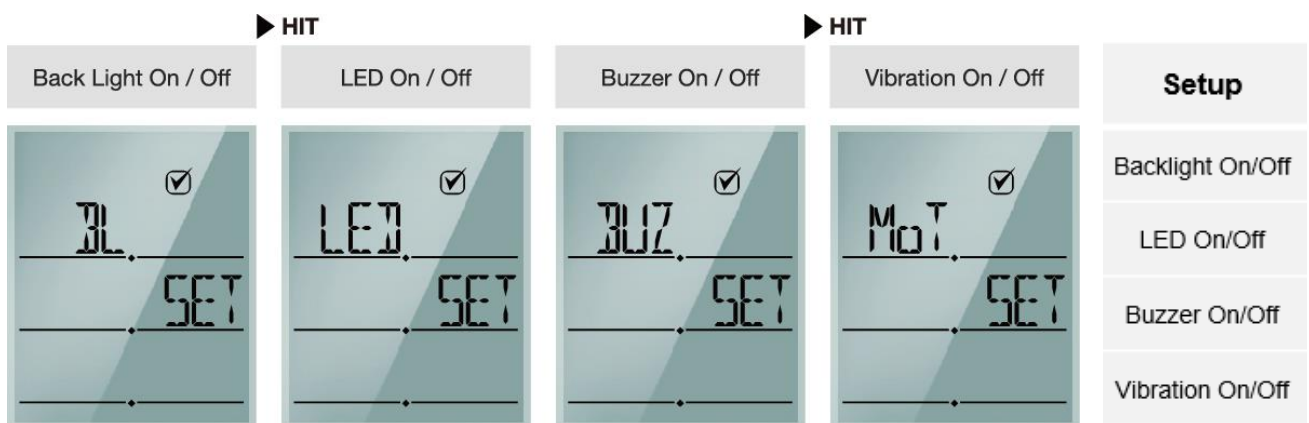 ▶ HIT
▶ HIT
Back Light On / Off
LED On / Off
Buzzer On / Off
Vibration On / Off
BL
SET
LED
SET
BUZ
SET
MoT
SET
Setup
Backlight On/Off
LED On/Off
Buzzer On/Off
Vibration On/Off